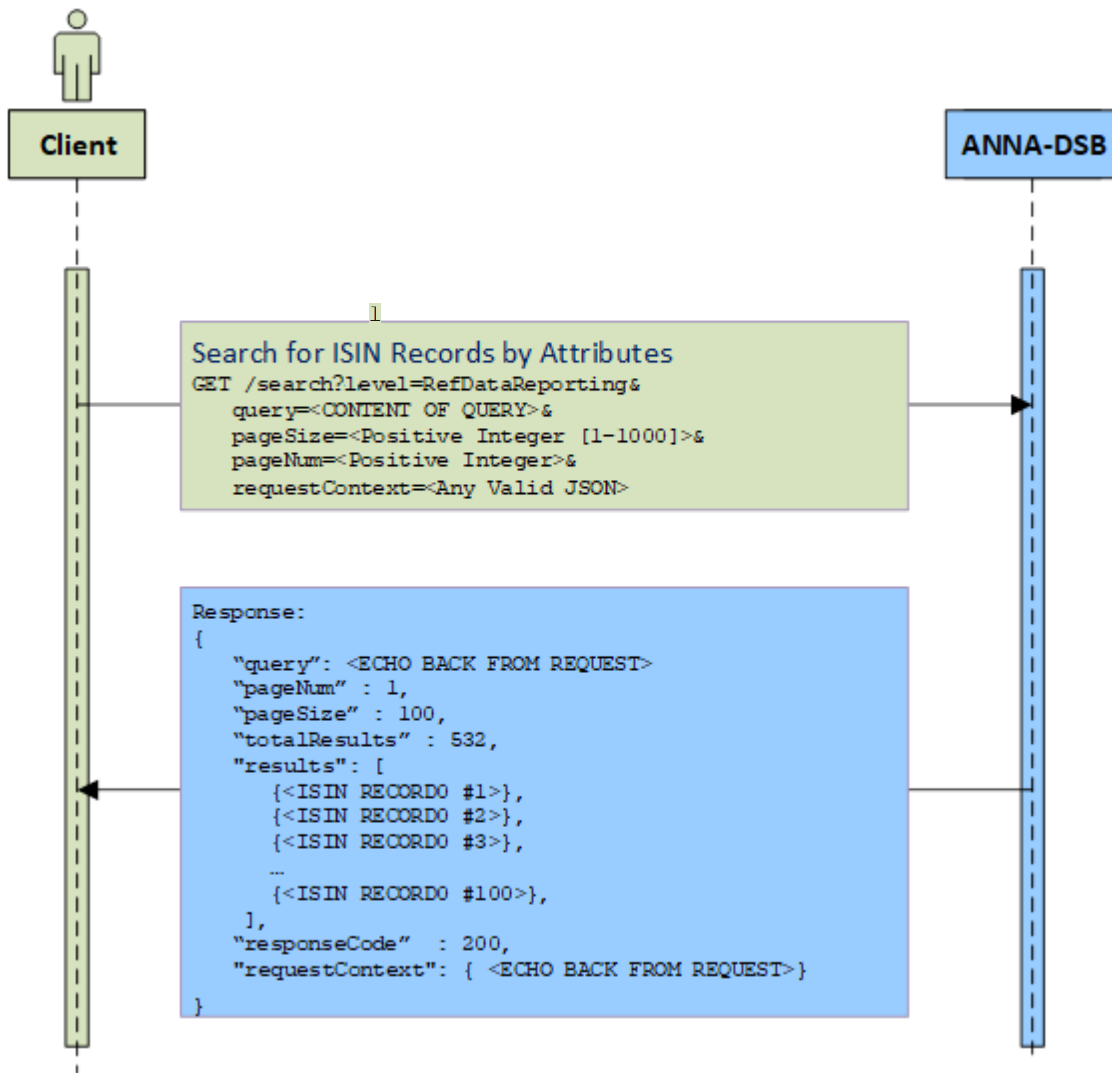 Client
ANNA-DSB
]
Search for ISIN Records by Attributes
GET /search?level=RefDataReporting&
query=<CONTENT OF QUERY>&
pageSize=<Positive Integer [1-1000]>&
pageNum=<Positive Integer>&
requestContext=<Any Valid JSON>
Response:
{
“query”: <ECHO BACK FROM REQUEST>
“pageNum” : 1,
“pageSize” : 100,
“totalResults” : 532,
"results": [
{<ISIN RECORD0 #1>},
{<ISIN RECORD0 #2>},
{<ISIN RECORD0 #3>},
…
{<ISIN RECORD0 #100>},
],
“responseCode” : 200,
"requestContext": { <ECHO BACK FROM REQUEST>}
}